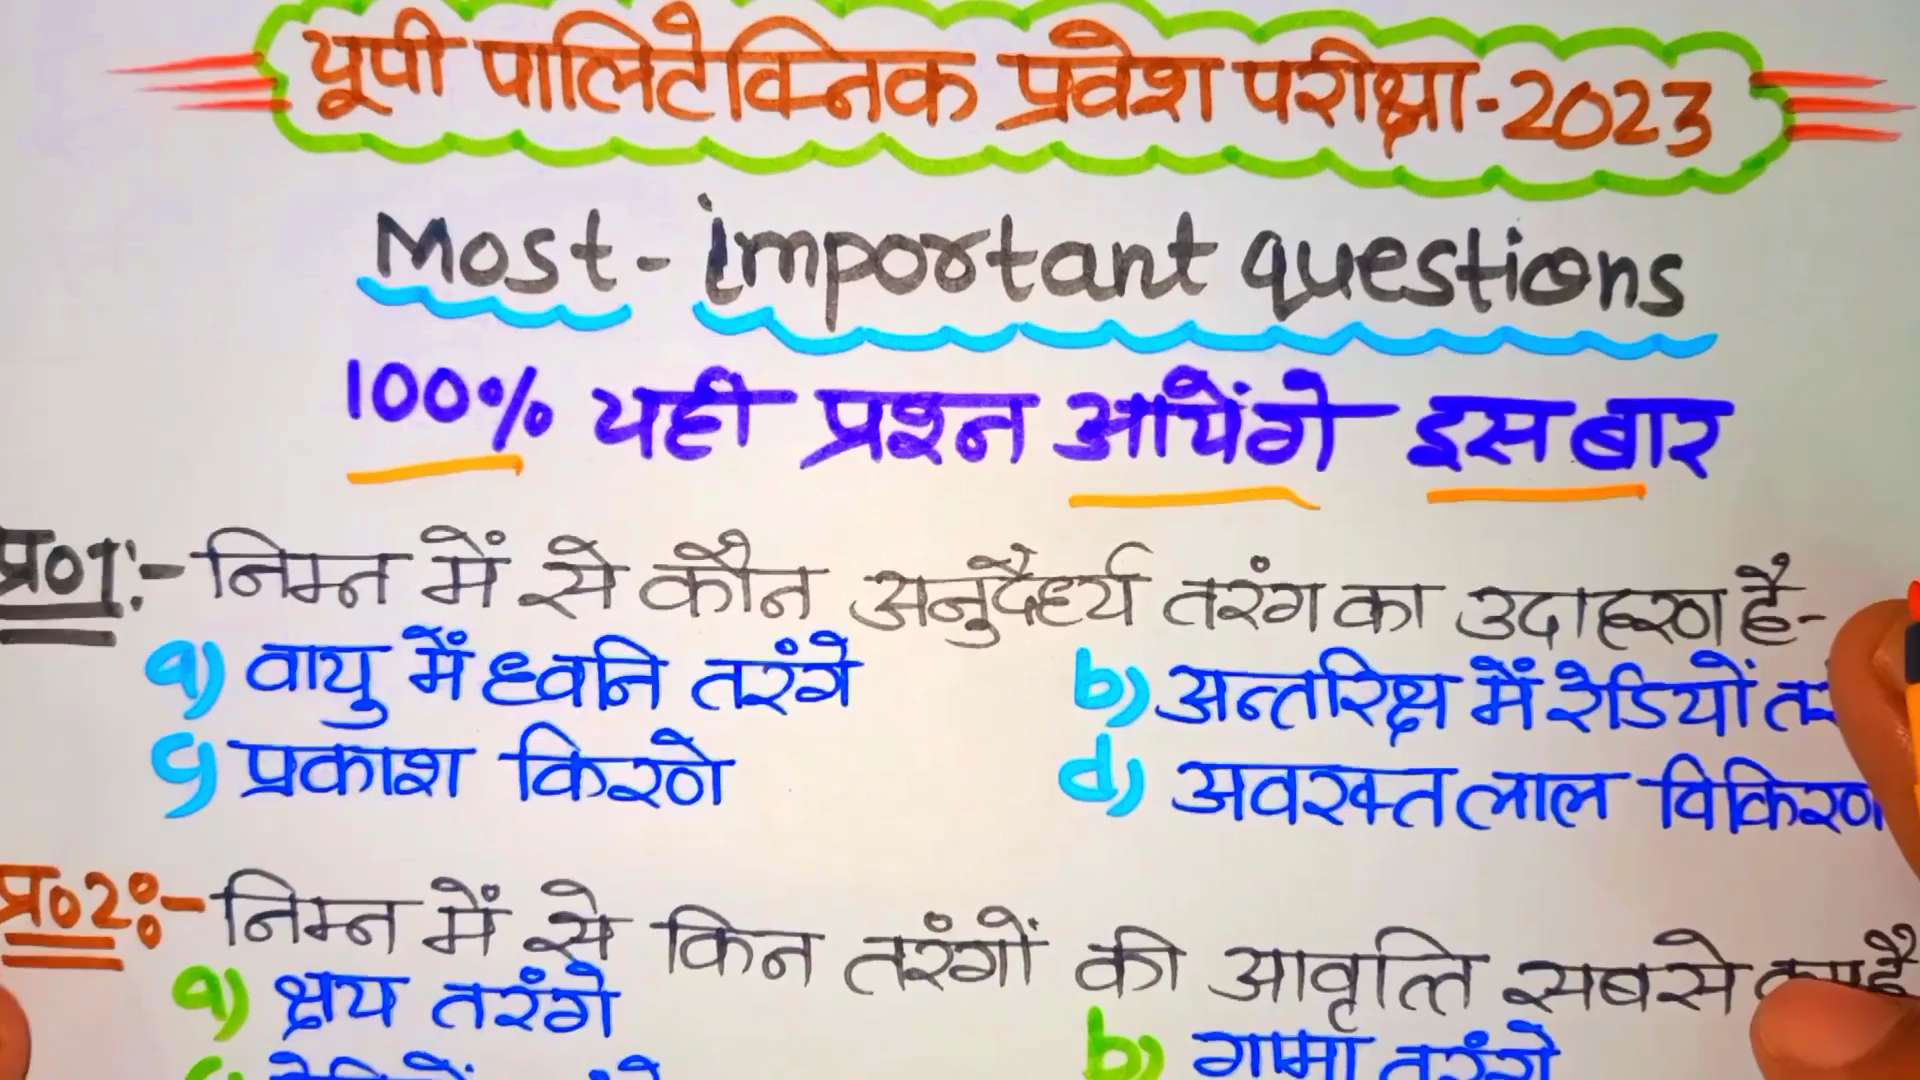 यूपी पालिटेक्निक प्रवेश परीक्षा-2023
Most-important questions
100% यही प्रश्न आयेंगे इस बार
प्र01:- निम्न में से कौन अनुदैर्ध्य तरंग का उदाहरण है-
a) वायु में ध्वनि तरंगे b) अन्तरिक्ष में रेडियों
c) प्रकाश किरणे d) अवरक्त लाल विकिरण
प्र02:- निम्न में से किन तरंगों की आवृत्ति सबसे है
a) क्षय तरंगे b) गामा तरंगे